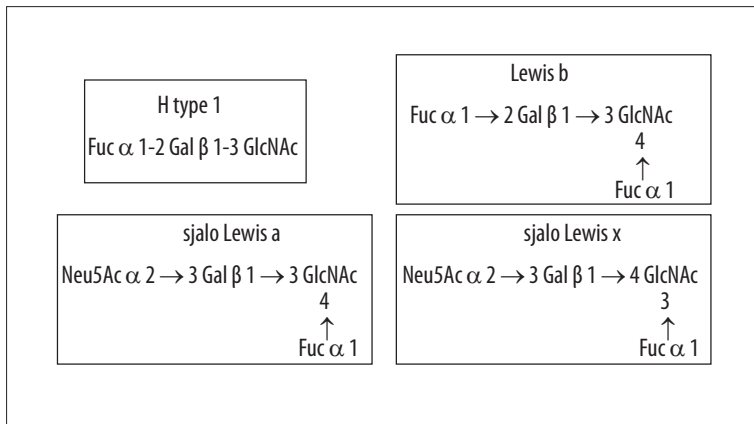 H type 1
Fuc α 1-2 Gal β 1-3 GlcNAc
Lewis b
Fuc α 1 → 2 Gal β 1 → 3 GlcNAc
4
↑
Fuc α 1
sjalo Lewis a
Neu5Ac α 2 → 3 Gal β 1 → 3 GlcNAc
4
↑
Fuc α 1
sjalo Lewis x
Neu5Ac α 2 → 3 Gal β 1 → 4 GlcNAc
3
↑
Fuc α 1